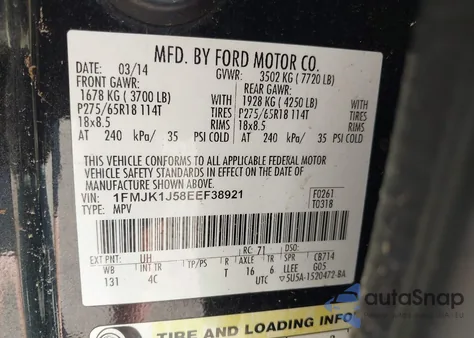 MFD. BY FORD MOTOR CO.
DATE: 03/14 GVWR: 3502 KG (7720 LB)
FRONT GAWR: REAR GAWR:
1678 KG (3700 LB) 1928 KG (4250 LB)
P275/65R18 114T TIRES P275/65R18 114T
18x8.5 RIMS 18x8.5
AT 240 kPa/ 35 PSI COLD AT 240 kPa/ 35 PSI COLD
THIS VEHICLE CONFORMS TO ALL APPLICABLE FEDERAL MOTOR
VEHICLE SAFETY STANDARDS IN EFFECT ON THE DATE OF
MANUFACTURE SHOWN ABOVE.
VIN: 1FMJK1J58EEF38921 F0261
TYPE: MPV T0318
EXT PNT: UH RC: 71 DSO:
WB INT TR TP/PS R AXLE TR SPR CB714
131 4C T 16 6 LLEE G05
UTC 5U5A-1520472-BA
autoSnap
TIRE AND LOADING INFO